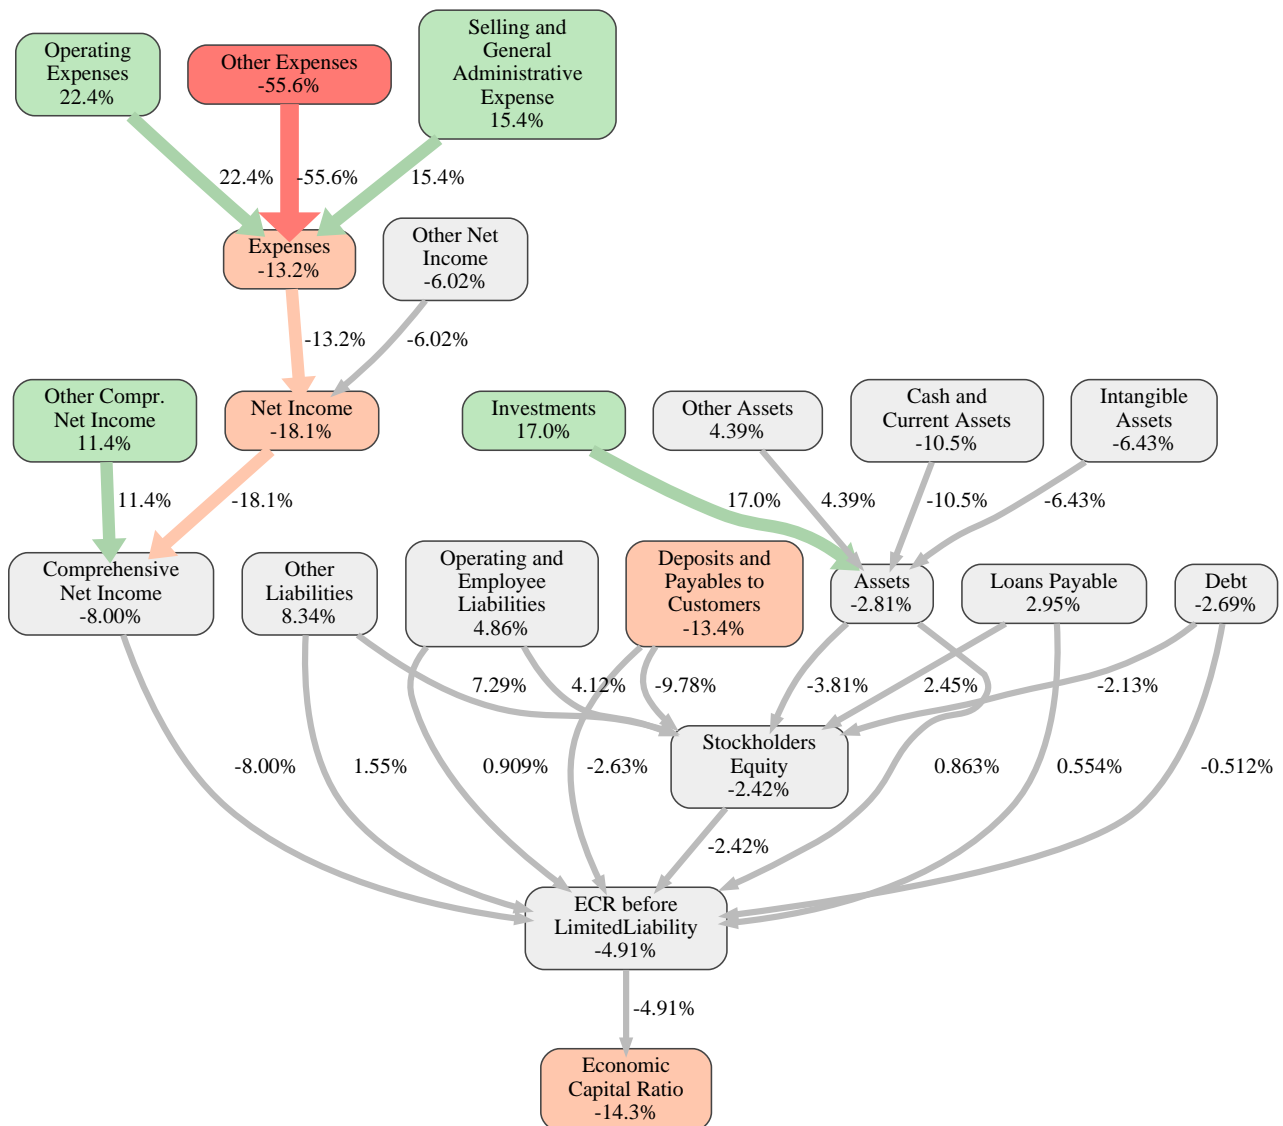 Operating
Expenses
22.4%
Other Expenses
-55.6%
Selling and
General
Administrative
Expense
15.4%
22.4%
-55.6%
15.4%
Expenses
-13.2%
Other Net
Income
-6.02%
-13.2%
-6.02%
Other Compr.
Net Income
11.4%
Net Income
-18.1%
Investments
17.0%
Other Assets
4.39%
Cash and
Current Assets
-10.5%
Intangible
Assets
-6.43%
11.4%
-18.1%
17.0%
4.39%
-10.5%
-6.43%
Comprehensive
Net Income
-8.00%
Other
Liabilities
8.34%
Operating and
Employee
Liabilities
4.86%
Deposits and
Payables to
Customers
-13.4%
Assets
-2.81%
Loans Payable
2.95%
Debt
-2.69%
7.29%
4.12%
-9.78%
-3.81%
2.45%
-2.13%
Stockholders
Equity
-2.42%
-8.00%
1.55%
0.909%
-2.63%
0.863%
0.554%
-0.512%
-2.42%
ECR before
LimitedLiability
-4.91%
-4.91%
Economic
Capital Ratio
-14.3%